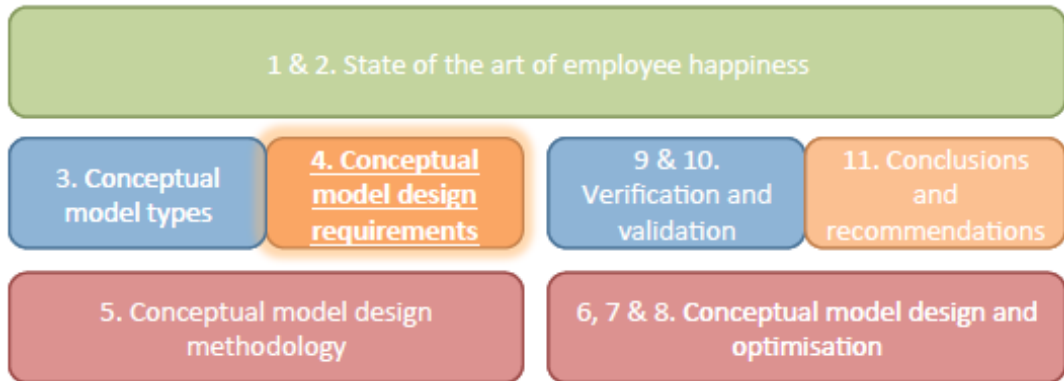 1 & 2. State of the art of employee happiness
3. Conceptual
model types
4. Conceptual
model design
requirements
9 & 10.
Verification and
validation
11. Conclusions
and
recommendations
5. Conceptual model design
methodology
6, 7 & 8. Conceptual model design and
optimisation